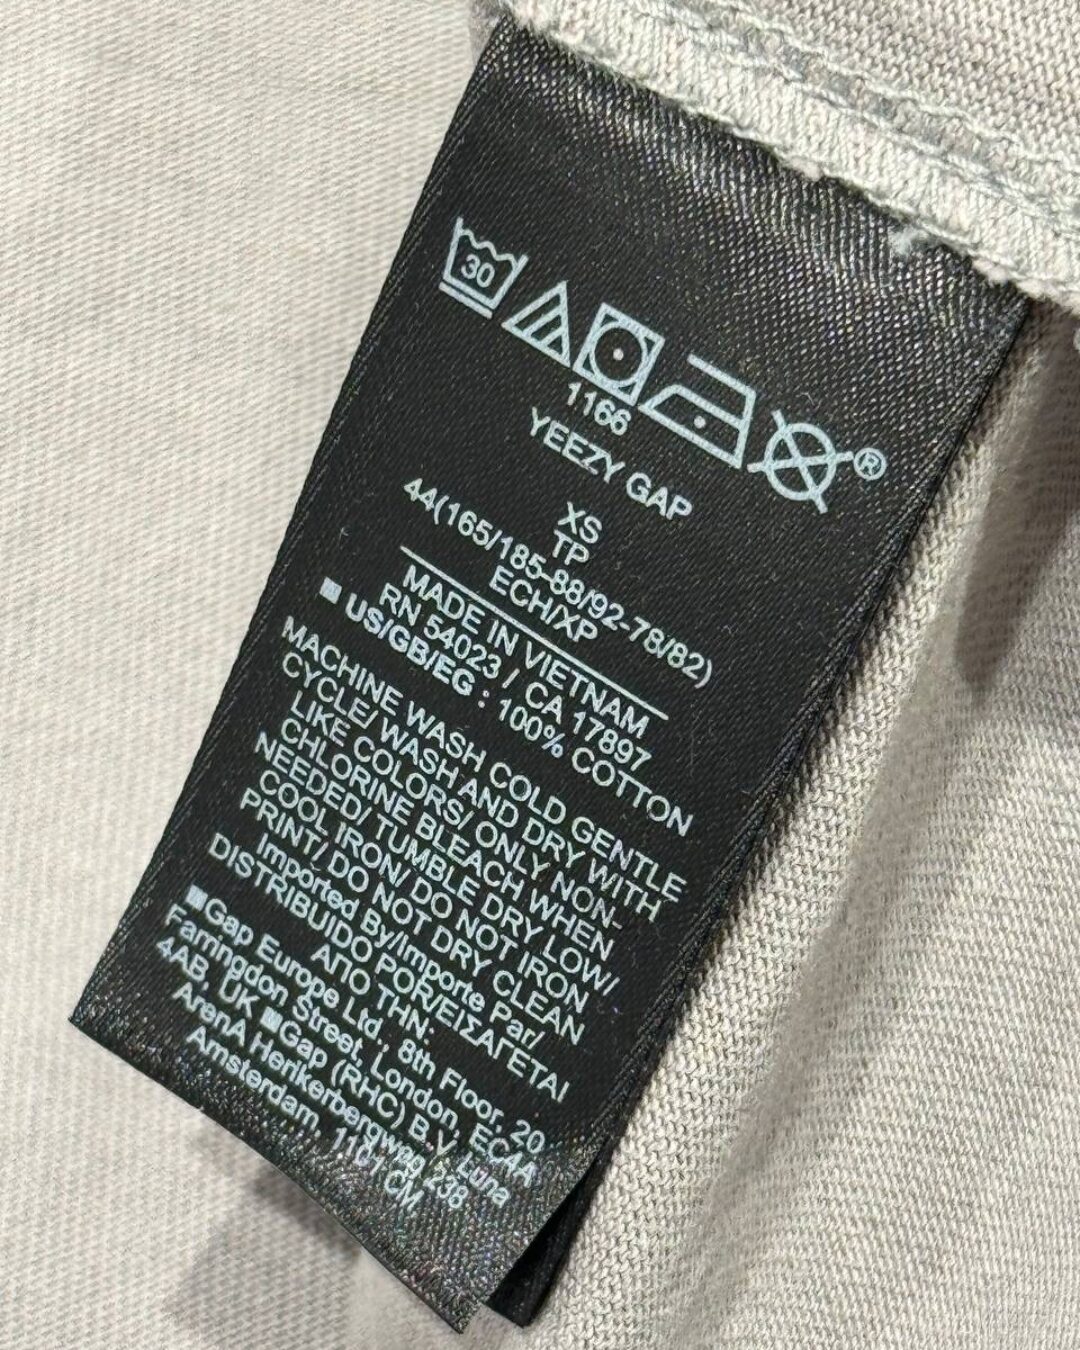 30
®
1166
YEEZY GAP
XS
TP
44(165/185-88/92-78/82)
ECH/XP
MADE IN VIETNAM
RN 54023 / CA 17897
US/GB/EG : 100% COTTON
MACHINE WASH COLD GENTLE
CYCLE/ WASH AND DRY WITH
LIKE COLORS/ ONLY NON-
CHLORINE BLEACH WHEN
NEEDED/ TUMBLE DRY LOW/
COOL IRON/ DO NOT IRON
PRINT/ DO NOT DRY CLEAN
Imported By/Importe Par/
DISTRIBUIDO POR/ΕΙΣΑΓΕΤΑΙ
ΑΠΟ ΤΗΝ:
Gap Europe Ltd., 8th Floor, 20
Farringdon Street, London, EC4A
4AB, UK Gap (RHC) B.V. Luna
ArenA Herikerbergweg 238
Amsterdam, 1101 CM